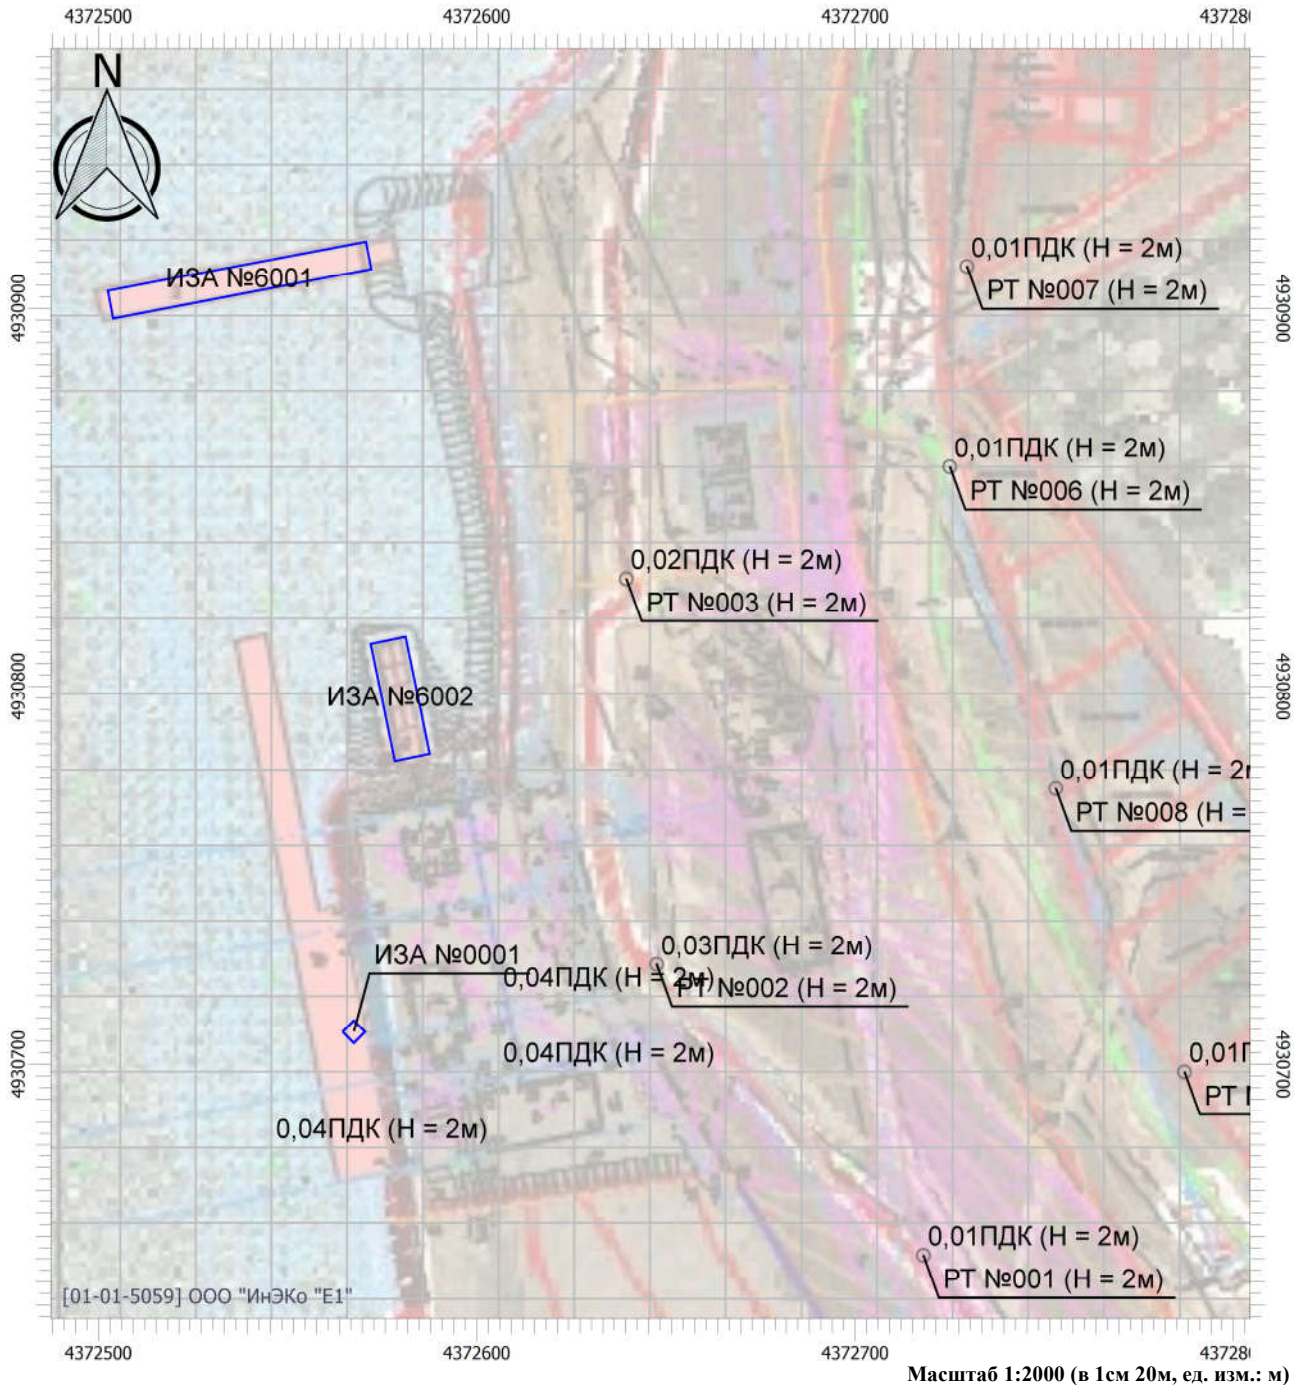 4372500 4372600 4372700 437280
N
ИЗА №6001
0,01ПДК (Н = 2м)
РТ №007 (Н = 2м)
4930900 4930900
0,01ПДК (Н = 2м)
РТ №006 (Н = 2м)
0,02ПДК (Н = 2м)
РТ №003 (Н = 2м)
4930800 4930800
ИЗА №6002
0,01ПДК (Н = 2
РТ №008 (Н =
ИЗА №0001
0,03ПДК (Н = 2м)
0,04ПДК (Н = 2м)
РТ №002 (Н = 2м)
4930700 4930700
0,04ПДК (Н = 2м)
0,01
РТ
0,04ПДК (Н = 2м)
0,01ПДК (Н = 2м)
РТ №001 (Н = 2м)
[01-01-5059] ООО "ИнЭКо "Е1"
4372500 4372600 4372700 437280
Масштаб 1:2000 (в 1см 20м, ед. изм.: м)